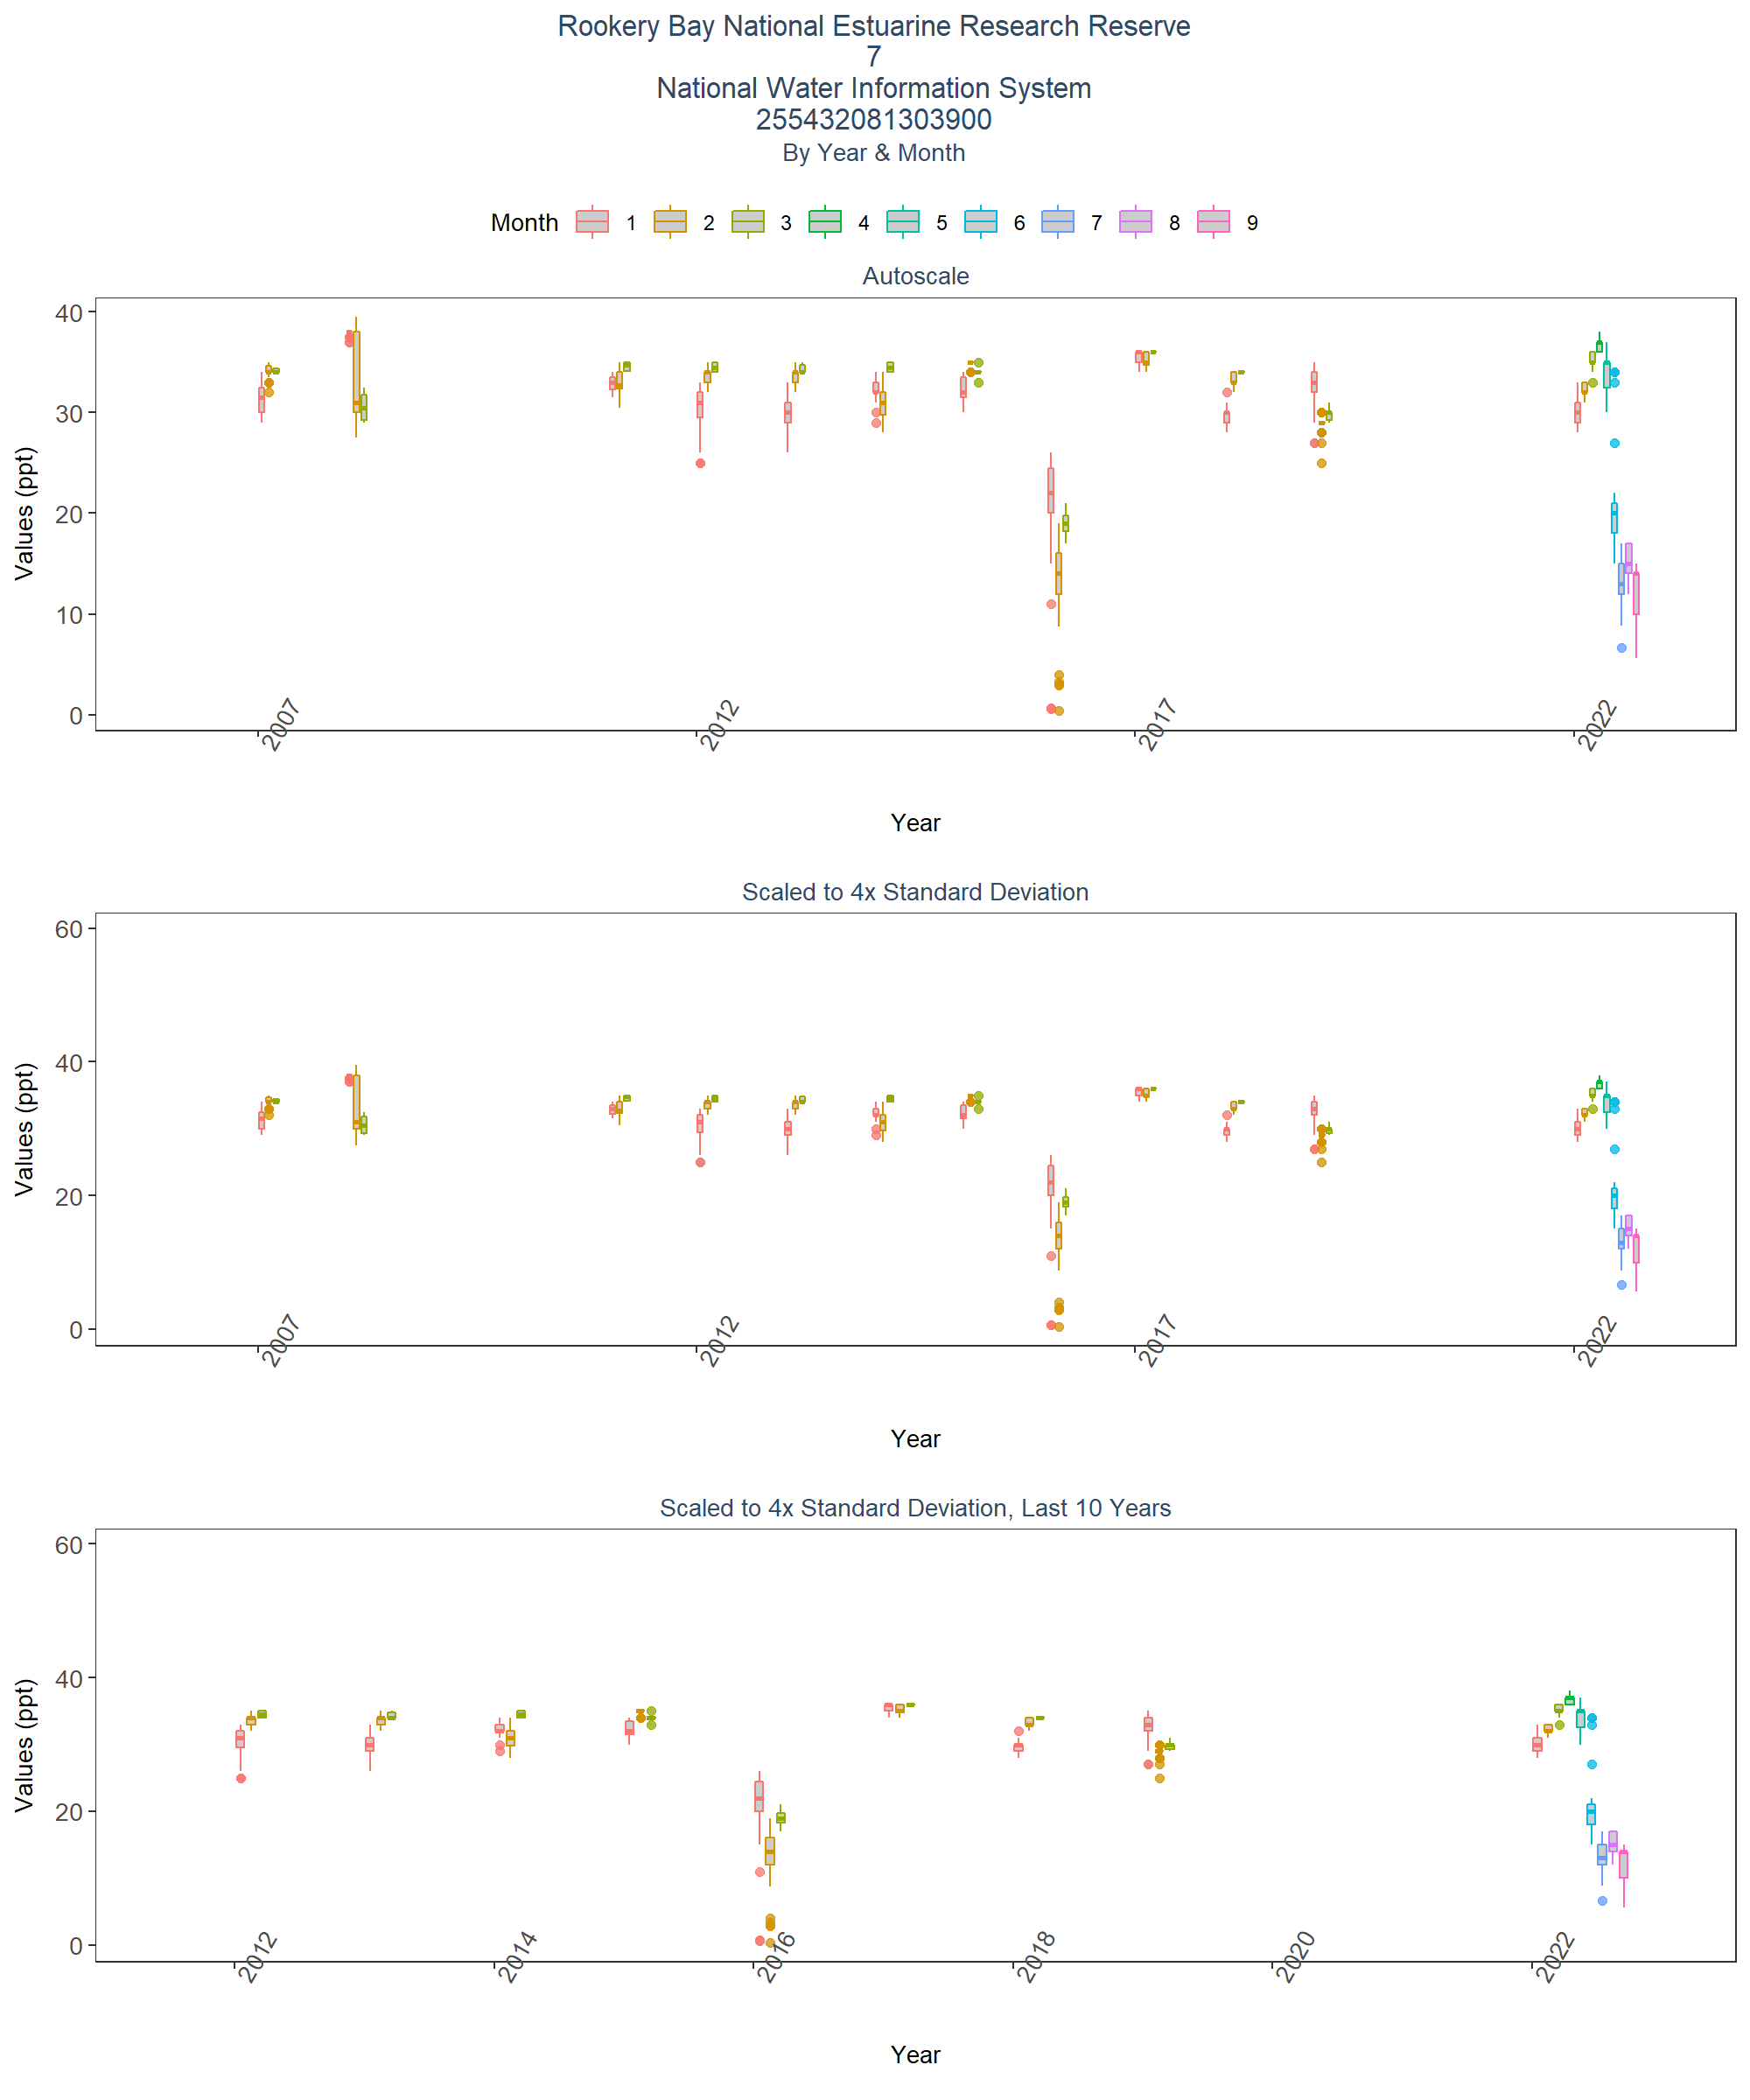 Rookery Bay National Estuarine Research Reserve
7
National Water Information System
255432081303900
By Year & Month
Month 1 2 3 4 5 6 7 8 9
Autoscale
40
30
20
10
0
Values (ppt)
2007 2012 2017 2022
Year
Scaled to 4x Standard Deviation
60
40
20
0
Values (ppt)
2007 2012 2017 2022
Year
Scaled to 4x Standard Deviation, Last 10 Years
60
40
20
0
Values (ppt)
2012 2014 2016 2018 2020 2022
Year